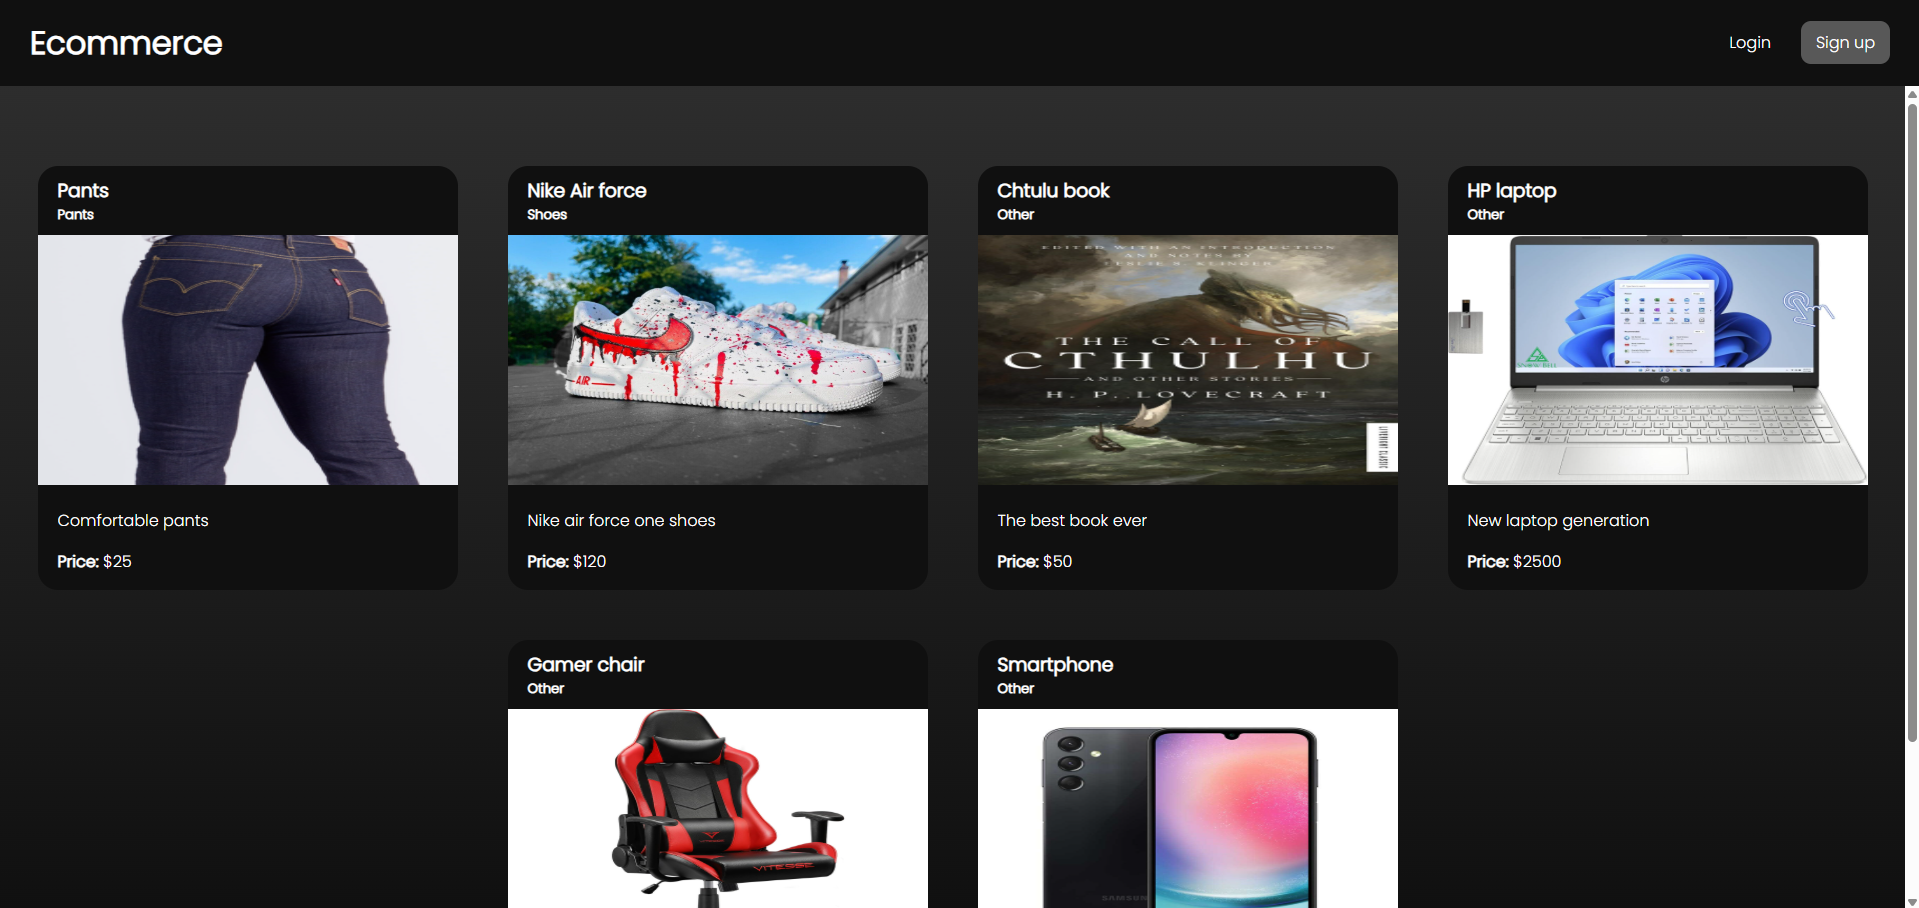 Ecommerce
Login
Sign up
Pants
Pants
Comfortable pants
Price: $25
Nike Air force
Shoes
AIR
Nike air force one shoes
Price: $120
Chtulu book
Other
EDITED WITH AN INTRODUCTION
AND NOTES BY
LESLIE S. KLINGER
THE CALL OF
CTHULHU
AND OTHER STORIES
H. P. LOVECRAFT
The best book ever
Price: $50
HP laptop
Other
hp
New laptop generation
Price: $2500
Gamer chair
Other
VITESSE
Smartphone
Other
SAMSUNG